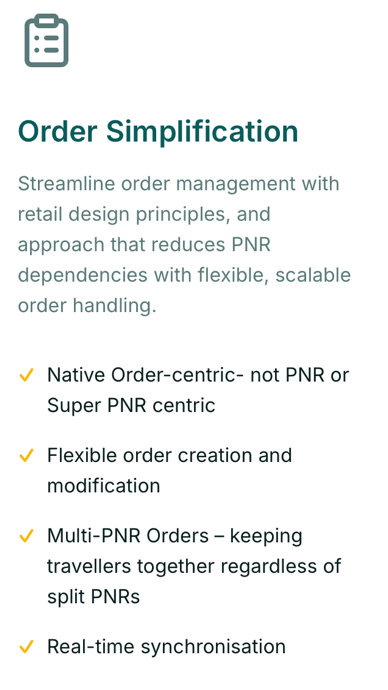 Order Simplification
Streamline order management with
retail design principles, and
approach that reduces PNR
dependencies with flexible, scalable
order handling.
Native Order-centric- not PNR or
Super PNR centric
Flexible order creation and
modification
Multi-PNR Orders – keeping
travellers together regardless of
split PNRs
Real-time synchronisation